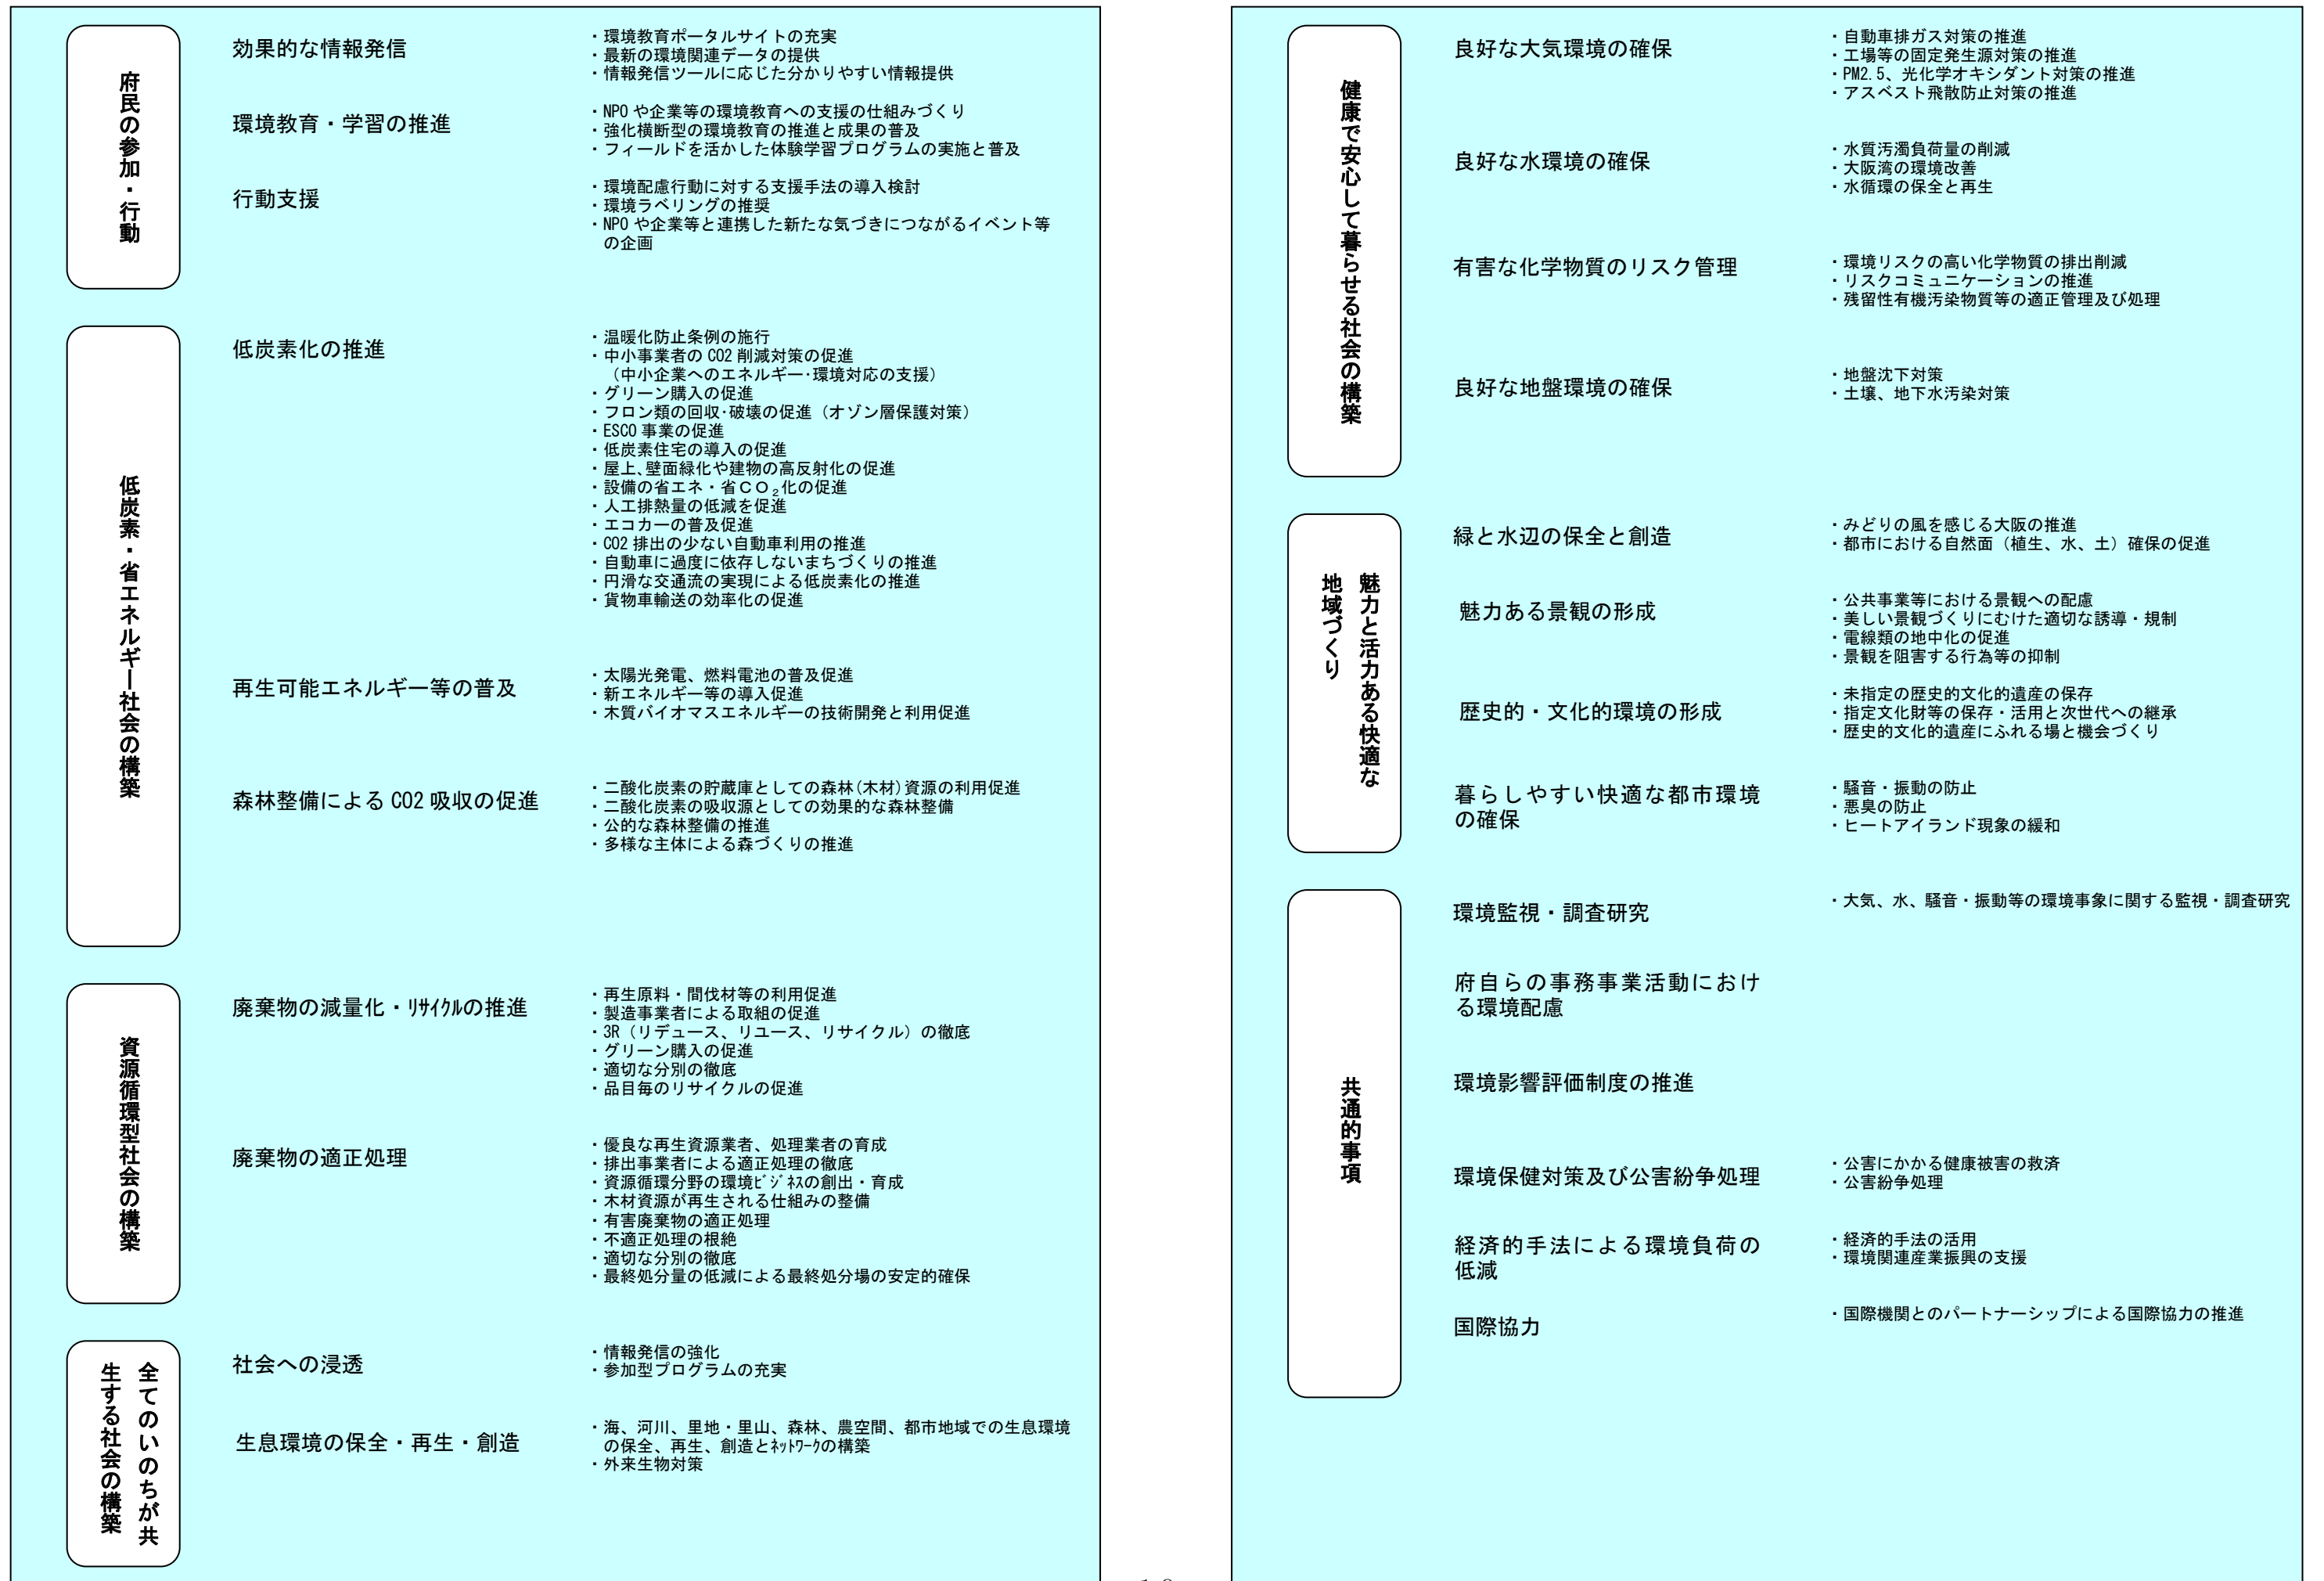 府民の参加・行動
効果的な情報発信
・環境教育ポータルサイトの充実
・最新の環境関連データの提供
・情報発信ツールに応じた分かりやすい情報提供
環境教育・学習の推進
・NPO や企業等の環境教育への支援の仕組みづくり
・強化横断型の環境教育の推進と成果の普及
・フィールドを活かした体験学習プログラムの実施と普及
行動支援
・環境配慮行動に対する支援手法の導入検討
・環境ラベリングの推奨
・NPO や企業等と連携した新たな気づきにつながるイベント等
の企画
低炭素・省エネルギー社会の構築
低炭素化の推進
・温暖化防止条例の施行
・中小事業者の CO2 削減対策の促進
（中小企業へのエネルギー･環境対応の支援）
・グリーン購入の促進
・フロン類の回収･破壊の促進（オゾン層保護対策）
・ESCO 事業の促進
・低炭素住宅の導入の促進
・屋上､壁面緑化や建物の高反射化の促進
・設備の省エネ・省ＣＯ₂化の促進
・人工排熱量の低減を促進
・エコカーの普及促進
・CO2 排出の少ない自動車利用の推進
・自動車に過度に依存しないまちづくりの推進
・円滑な交通流の実現による低炭素化の推進
・貨物車輸送の効率化の促進
再生可能エネルギー等の普及
・太陽光発電、燃料電池の普及促進
・新エネルギー等の導入促進
・木質バイオマスエネルギーの技術開発と利用促進
森林整備による CO2 吸収の促進
・二酸化炭素の貯蔵庫としての森林(木材)資源の利用促進
・二酸化炭素の吸収源としての効果的な森林整備
・公的な森林整備の推進
・多様な主体による森づくりの推進
資源循環型社会の構築
廃棄物の減量化・ﾘｻｲｸﾙの推進
・再生原料・間伐材等の利用促進
・製造事業者による取組の促進
・3R（リデュース、リユース、リサイクル）の徹底
・グリーン購入の促進
・適切な分別の徹底
・品目毎のリサイクルの促進
廃棄物の適正処理
・優良な再生資源業者、処理業者の育成
・排出事業者による適正処理の徹底
・資源循環分野の環境ﾋﾞｼﾞﾈｽの創出・育成
・木材資源が再生される仕組みの整備
・有害廃棄物の適正処理
・不適正処理の根絶
・適切な分別の徹底
・最終処分量の低減による最終処分場の安定的確保
全てのいのちが共
生する社会の構築
社会への浸透
・情報発信の強化
・参加型プログラムの充実
生息環境の保全・再生・創造
・海、河川、里地・里山、森林、農空間、都市地域での生息環境
の保全、再生、創造とﾈｯﾄﾜｰｸの構築
・外来生物対策
健康で安心して暮らせる社会の構築
良好な大気環境の確保
・自動車排ガス対策の推進
・工場等の固定発生源対策の推進
・PM2.5、光化学オキシダント対策の推進
・アスベスト飛散防止対策の推進
良好な水環境の確保
・水質汚濁負荷量の削減
・大阪湾の環境改善
・水循環の保全と再生
有害な化学物質のリスク管理
・環境リスクの高い化学物質の排出削減
・リスクコミュニケーションの推進
・残留性有機汚染物質等の適正管理及び処理
良好な地盤環境の確保
・地盤沈下対策
・土壌、地下水汚染対策
魅力と活力ある快適な
地域づくり
緑と水辺の保全と創造
・みどりの風を感じる大阪の推進
・都市における自然面（植生、水、土）確保の促進
魅力ある景観の形成
・公共事業等における景観への配慮
・美しい景観づくりにむけた適切な誘導・規制
・電線類の地中化の促進
・景観を阻害する行為等の抑制
歴史的・文化的環境の形成
・未指定の歴史的文化的遺産の保存
・指定文化財等の保存・活用と次世代への継承
・歴史的文化的遺産にふれる場と機会づくり
暮らしやすい快適な都市環境
の確保
・騒音・振動の防止
・悪臭の防止
・ヒートアイランド現象の緩和
共通的事項
環境監視・調査研究
・大気、水、騒音・振動等の環境事象に関する監視・調査研究
府自らの事務事業活動におけ
る環境配慮
環境影響評価制度の推進
環境保健対策及び公害紛争処理
・公害にかかる健康被害の救済
・公害紛争処理
経済的手法による環境負荷の
低減
・経済的手法の活用
・環境関連産業振興の支援
国際協力
・国際機関とのパートナーシップによる国際協力の推進